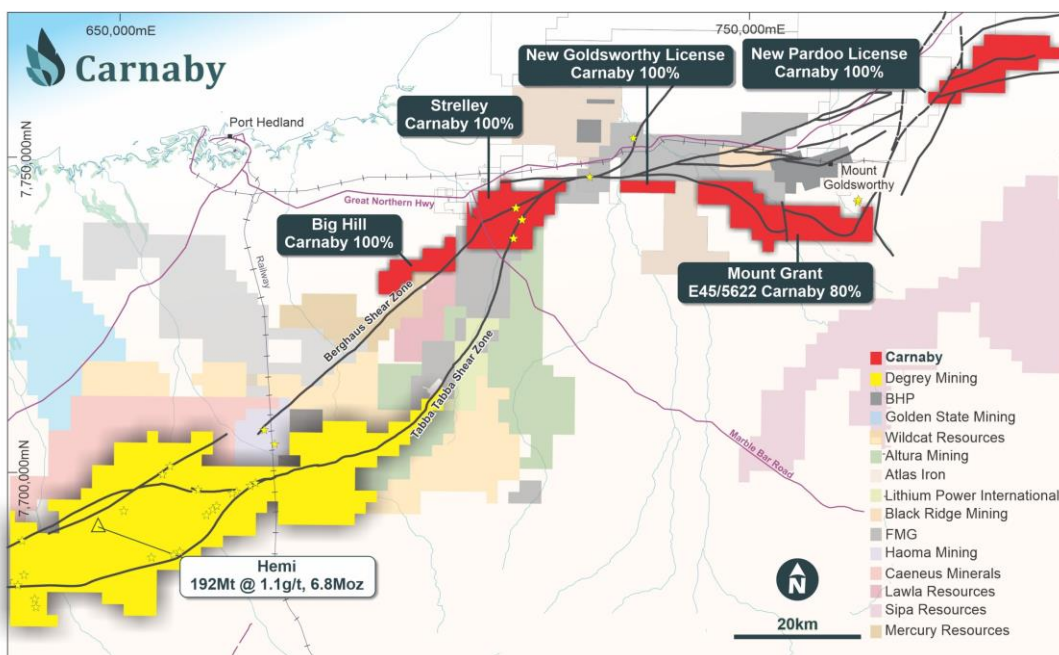 650,000mE
750,000mE
Carnaby
New Goldsworthy License
Carnaby 100%
New Pardoo License
Carnaby 100%
Strelley
Carnaby 100%
Port Hedland
7,750,000mN
Mount
Goldsworthy
Great Northern Hwy
Big Hill
Carnaby 100%
Railway
Mount Grant
E45/5622 Carnaby 80%
Berghaus Shear Zone
Tabba Tabba Shear Zone
Marble Bar Road
7,700,000mN
Hemi
192Mt @ 1.1g/t, 6.8Moz
N
20km
Carnaby
Degrey Mining
BHP
Golden State Mining
Wildcat Resources
Altura Mining
Atlas Iron
Lithium Power International
Black Ridge Mining
FMG
Haoma Mining
Caeneus Minerals
Lawla Resources
Sipa Resources
Mercury Resources